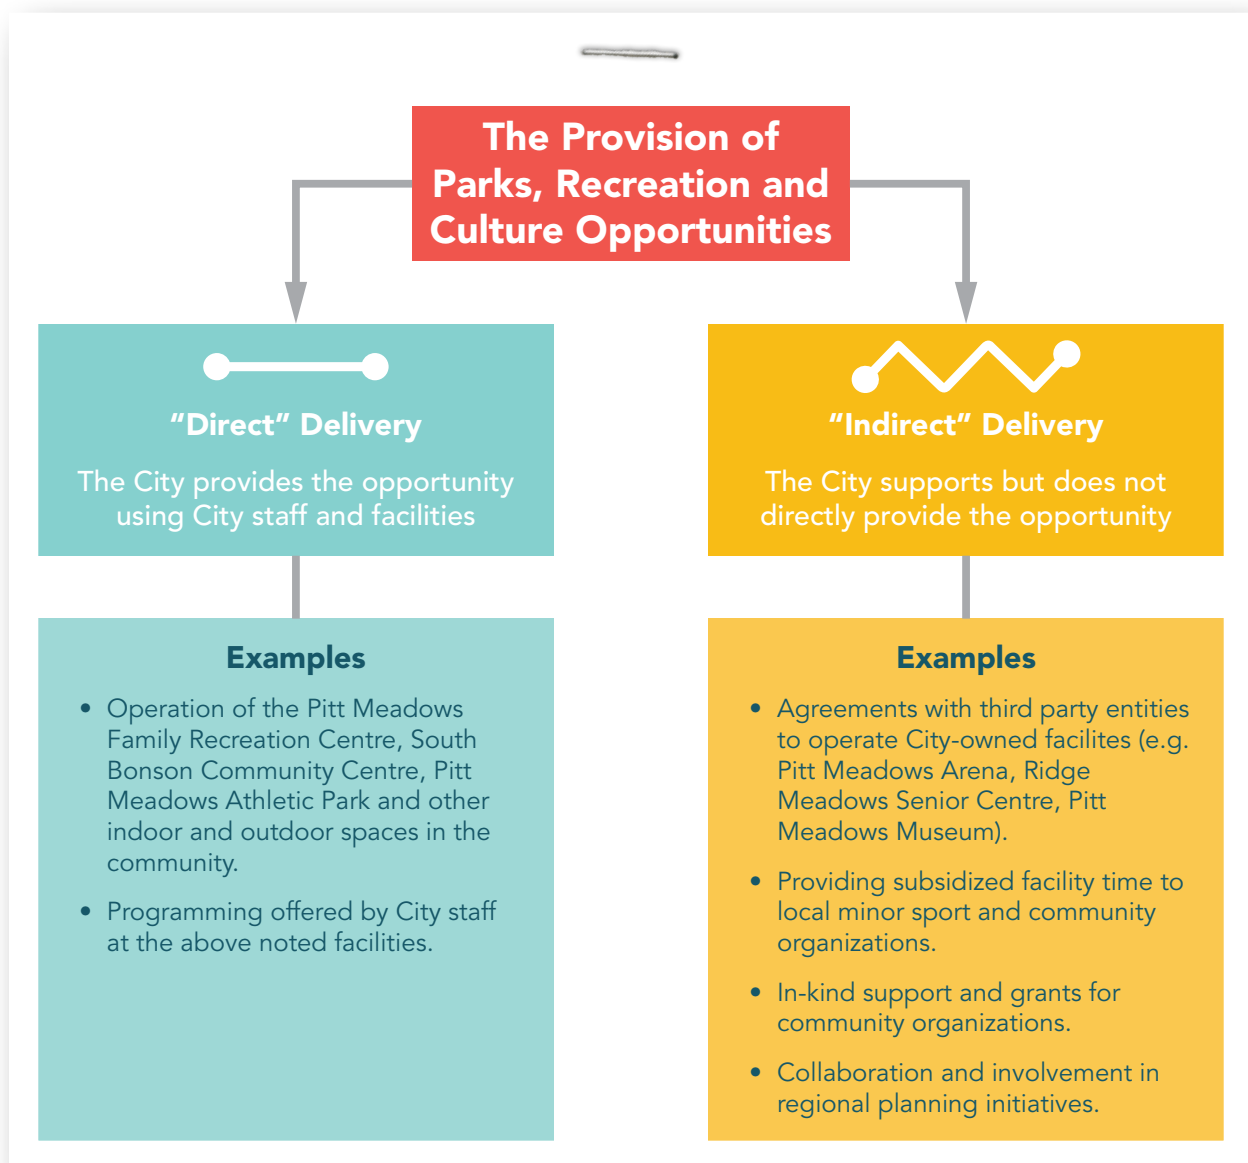 The Provision of
Parks, Recreation and
Culture Opportunities
“Direct” Delivery
The City provides the opportunity
using City staff and facilities
Examples
• Operation of the Pitt Meadows
Family Recreation Centre, South
Bonson Community Centre, Pitt
Meadows Athletic Park and other
indoor and outdoor spaces in the
community.
• Programming offered by City staff
at the above noted facilities.
“Indirect” Delivery
The City supports but does not
directly provide the opportunity
Examples
• Agreements with third party entities
to operate City-owned facilites (e.g.
Pitt Meadows Arena, Ridge
Meadows Senior Centre, Pitt
Meadows Museum).
• Providing subsidized facility time to
local minor sport and community
organizations.
• In-kind support and grants for
community organizations.
• Collaboration and involvement in
regional planning initiatives.